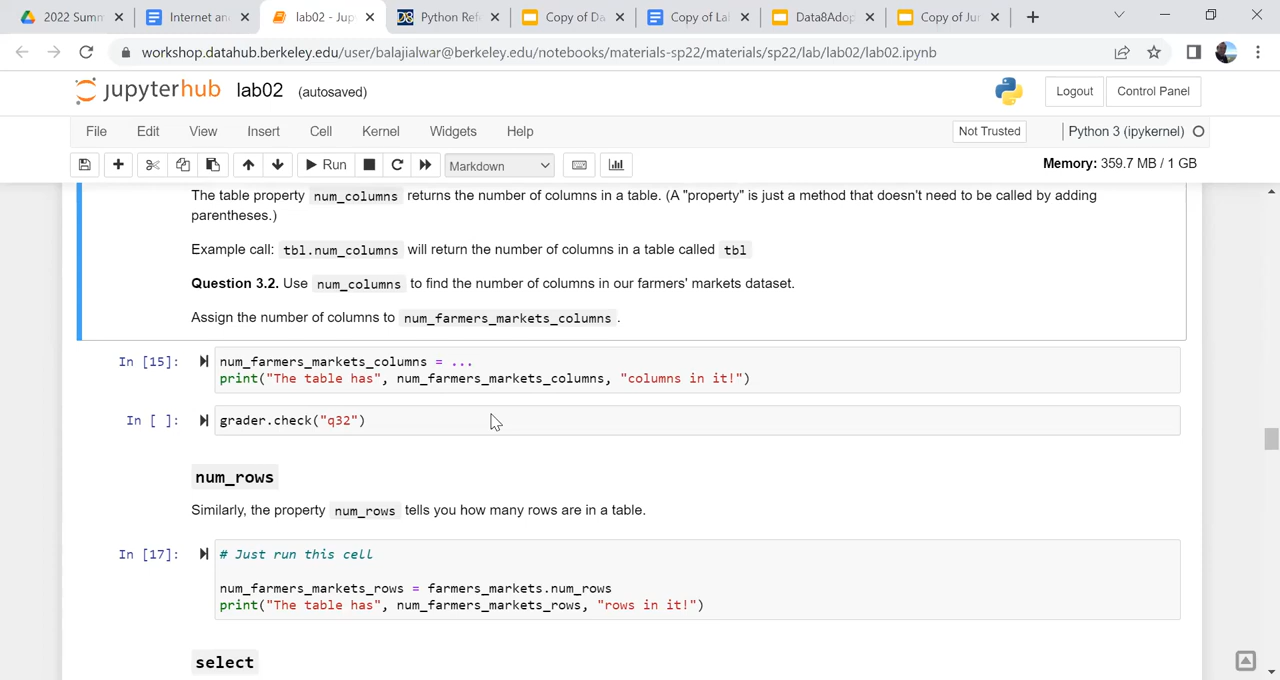 2022 Summ
Internet an
lab02 - Jup
Python Ref
Copy of Da
Copy of La
Data8Adop
Copy of Jur
workshop.datahub.berkeley.edu/user/balajialwar@berkeley.edu/notebooks/materials-sp22/materials/sp22/lab/lab02/lab02.ipynb
jupyterhub lab02 (autosaved)
Logout
Control Panel
File Edit View Insert Cell Kernel Widgets Help
Not Trusted
Python 3 (ipykernel)
Run
Markdown
Memory: 359.7 MB / 1 GB
The table property num_columns returns the number of columns in a table. (A "property" is just a method that doesn't need to be called by adding
parentheses.)
Example call: tbl.num_columns will return the number of columns in a table called tbl
Question 3.2. Use num_columns to find the number of columns in our farmers' markets dataset.
Assign the number of columns to num_farmers_markets_columns .
In [15]: num_farmers_markets_columns = ...
print("The table has", num_farmers_markets_columns, "columns in it!")
In [ ]: grader.check("q32")
num_rows
Similarly, the property num_rows tells you how many rows are in a table.
In [17]: # Just run this cell
num_farmers_markets_rows = farmers_markets.num_rows
print("The table has", num_farmers_markets_rows, "rows in it!")
select